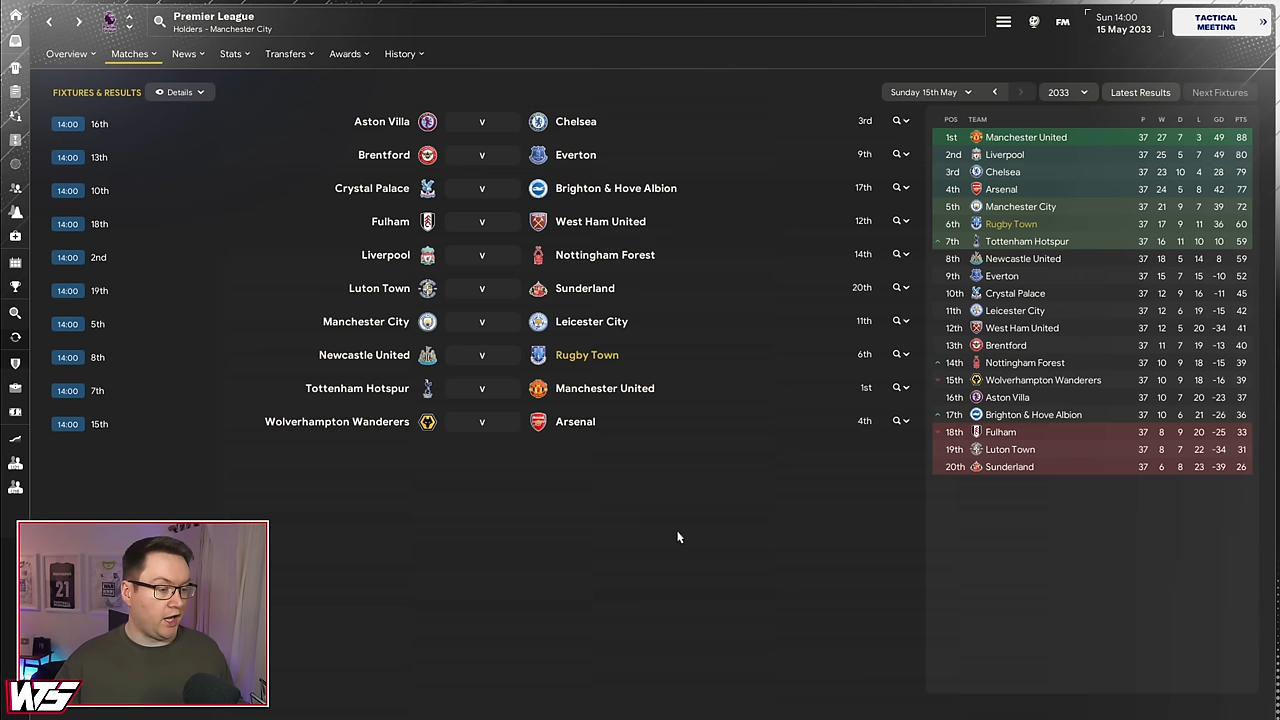 Premier League
Holders - Manchester City
FM
Sun 14:00
15 May 2033
TACTICAL
MEETING
Overview
Matches
News
Stats
Transfers
Awards
History
FIXTURES & RESULTS
Details
Sunday 15th May
2033
Latest Results
Next Fixtures
14:00 16th Aston Villa v Chelsea 3rd
14:00 13th Brentford v Everton 9th
14:00 10th Crystal Palace v Brighton & Hove Albion 17th
14:00 18th Fulham v West Ham United 12th
14:00 2nd Liverpool v Nottingham Forest 14th
14:00 19th Luton Town v Sunderland 20th
14:00 5th Manchester City v Leicester City 11th
14:00 8th Newcastle United v Rugby Town 6th
14:00 7th Tottenham Hotspur v Manchester United 1st
14:00 15th Wolverhampton Wanderers v Arsenal 4th
POS TEAM P W D L GD PTS
1st Manchester United 37 27 7 3 49 88
2nd Liverpool 37 25 5 7 49 80
3rd Chelsea 37 23 10 4 28 79
4th Arsenal 37 24 5 8 42 77
5th Manchester City 37 21 9 7 39 72
6th Rugby Town 37 17 9 11 36 60
7th Tottenham Hotspur 37 16 11 10 10 59
8th Newcastle United 37 18 5 14 8 59
9th Everton 37 15 7 15 -10 52
10th Crystal Palace 37 12 9 16 -11 45
11th Leicester City 37 12 6 19 -15 42
12th West Ham United 37 12 5 20 -34 41
13th Brentford 37 11 7 19 -13 40
14th Nottingham Forest 37 10 9 18 -15 39
15th Wolverhampton Wanderers 37 10 9 18 -16 39
16th Aston Villa 37 10 7 20 -23 37
17th Brighton & Hove Albion 37 10 6 21 -26 36
18th Fulham 37 8 9 20 -25 33
19th Luton Town 37 8 7 22 -34 31
20th Sunderland 37 6 8 23 -39 26
21
WTS